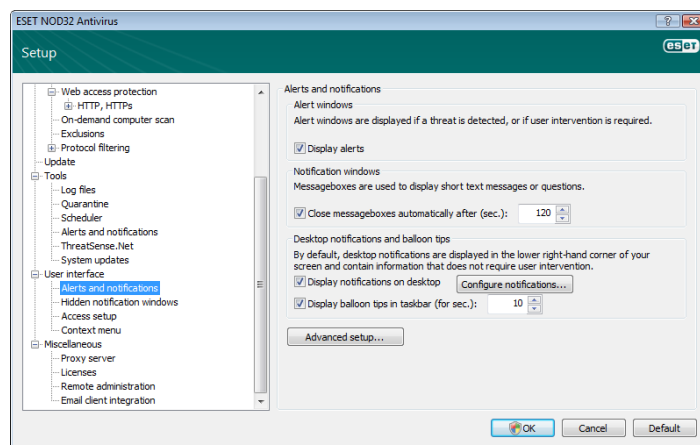 ESET NOD32 Antivirus
Setup
eset
Web access protection
HTTP, HTTPs
On-demand computer scan
Exclusions
Protocol filtering
Update
Tools
Log files
Quarantine
Scheduler
Alerts and notifications
ThreatSense.Net
System updates
User interface
Alerts and notifications
Hidden notification windows
Access setup
Context menu
Miscellaneous
Proxy server
Licenses
Remote administration
Email client integration
Alerts and notifications
Alert windows
Alert windows are displayed if a threat is detected, or if user intervention is required.
Display alerts
Notification windows
Messageboxes are used to display short text messages or questions.
Close messageboxes automatically after (sec.): 120
Desktop notifications and balloon tips
By default, desktop notifications are displayed in the lower right-hand corner of your
screen and contain information that does not require user intervention.
Display notifications on desktop Configure notifications...
Display balloon tips in taskbar (for sec.): 10
Advanced setup...
OK Cancel Default